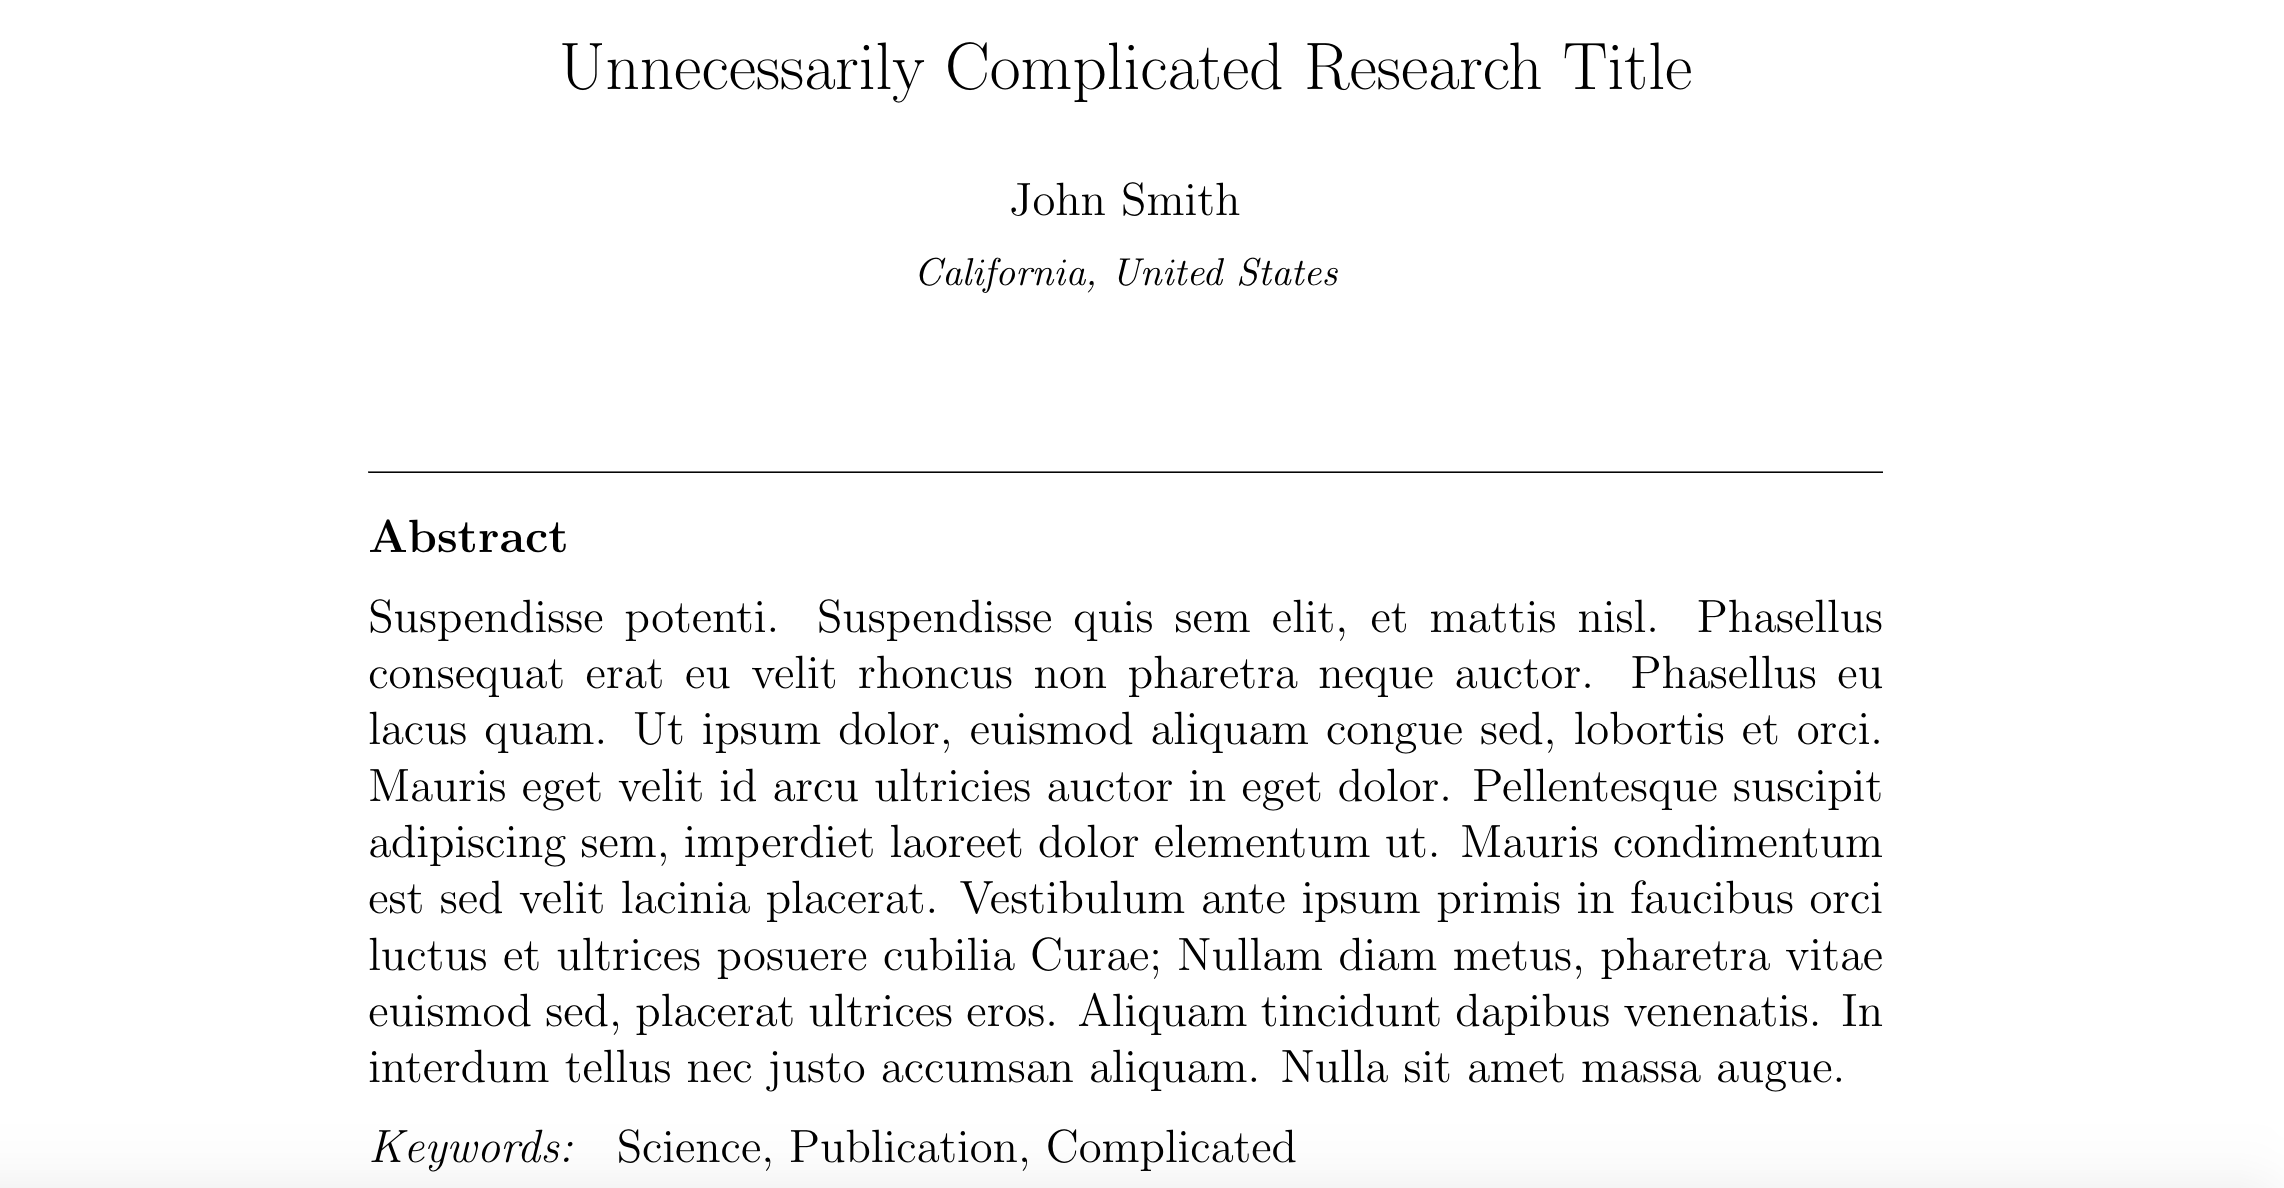 Unnecessarily Complicated Research Title
John Smith
California, United States
Abstract
Suspendisse potenti. Suspendisse quis sem elit, et mattis nisl. Phasellus
consequat erat eu velit rhoncus non pharetra neque auctor. Phasellus eu
lacus quam. Ut ipsum dolor, euismod aliquam congue sed, lobortis et orci.
Mauris eget velit id arcu ultricies auctor in eget dolor. Pellentesque suscipit
adipiscing sem, imperdiet laoreet dolor elementum ut. Mauris condimentum
est sed velit lacinia placerat. Vestibulum ante ipsum primis in faucibus orci
luctus et ultrices posuere cubilia Curae; Nullam diam metus, pharetra vitae
euismod sed, placerat ultrices eros. Aliquam tincidunt dapibus venenatis. In
interdum tellus nec justo accumsan aliquam. Nulla sit amet massa augue.
Keywords: Science, Publication, Complicated